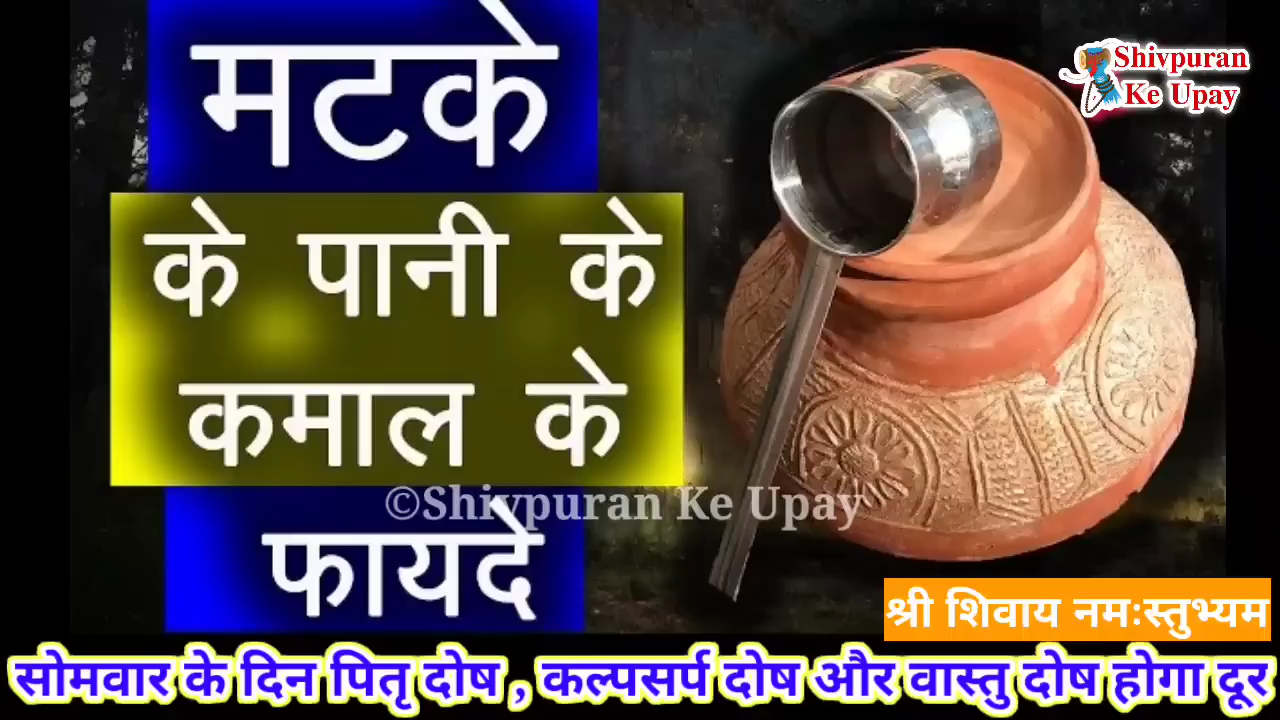 मटके
के पानी के
कमाल के
फायदे
Shivpuran
Ke Upay
©Shivpuran Ke Upay
श्री शिवाय नमःस्तुभ्यम
सोमवार के दिन पितृ दोष , कल्पसर्प दोष और वास्तु दोष होगा दूर